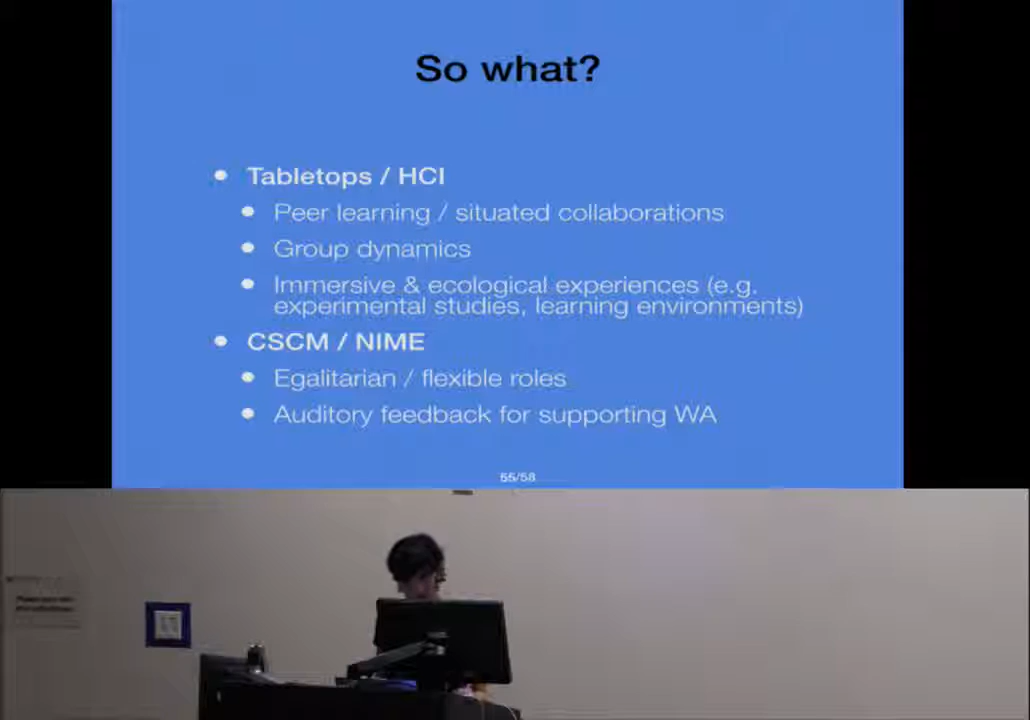 So what?
Tabletops / HCI
Peer learning / situated collaborations
Group dynamics
Immersive & ecological experiences (e.g.
experimental studies, learning environments)
CSCM / NIME
Egalitarian / flexible roles
Auditory feedback for supporting WA
55/58